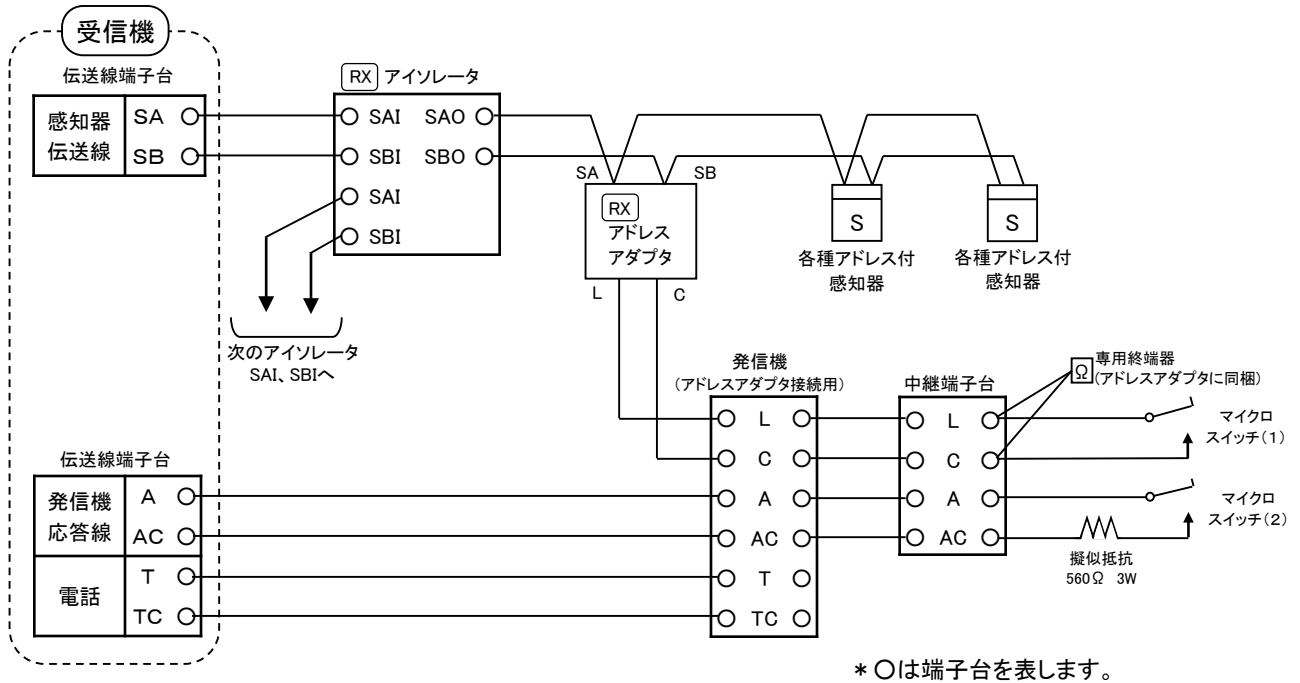 受信機
伝送線端子台
感知器
伝送線
SA
SB
RX アイソレータ
SAI SAO
SBI SBO
SAI
SBI
次のアイソレータ
SAI、SBIへ
SA SB
RX
アドレス
アダプタ
L C
S
各種アドレス付
感知器
S
各種アドレス付
感知器
発信機
(アドレスアダプタ接続用)
L
C
A
AC
T
TC
中継端子台
L
C
A
AC
Ω 専用終端器
(アドレスアダプタに同梱)
マイクロ
スイッチ(1)
マイクロ
スイッチ(2)
擬似抵抗
560Ω 3W
伝送線端子台
発信機
応答線
A
AC
電話
T
TC
*○は端子台を表します。